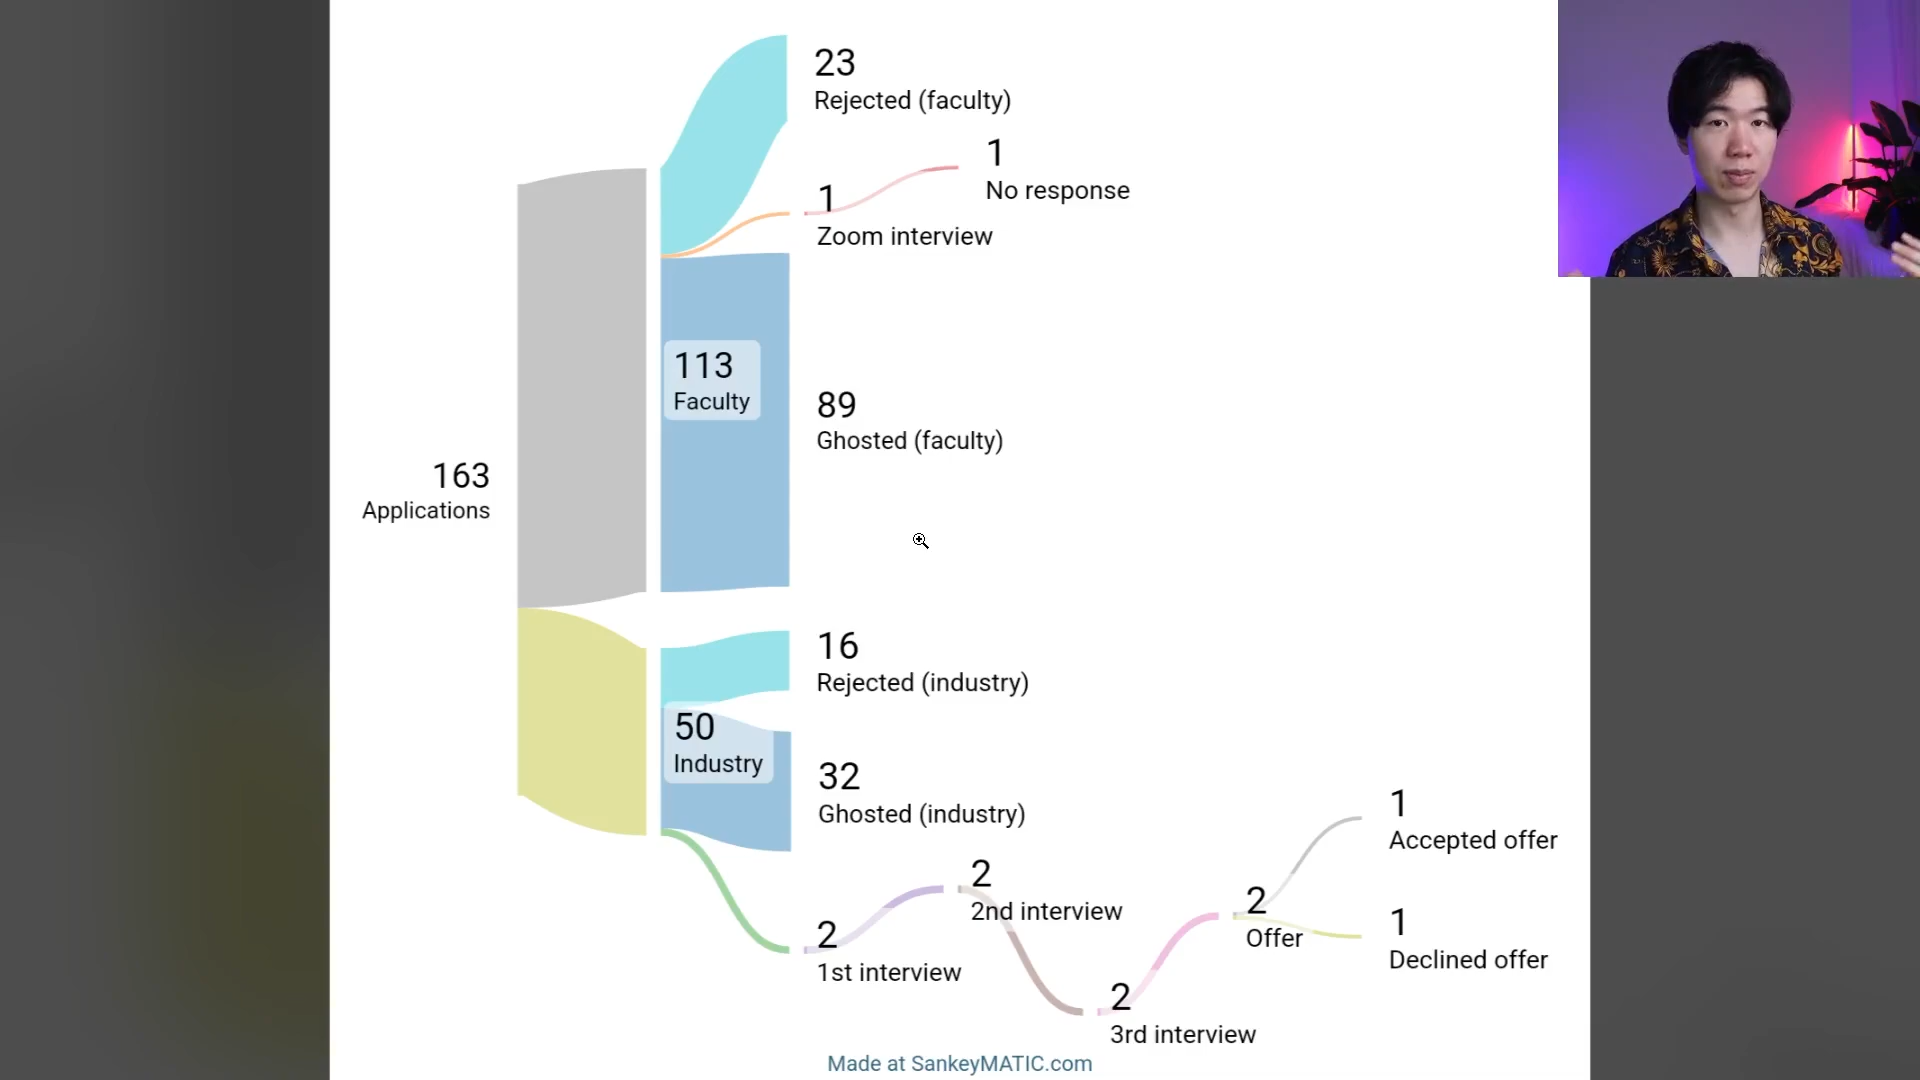 23
Rejected (faculty)
1
No response
1
Zoom interview
113
Faculty
89
Ghosted (faculty)
163
Applications
16
Rejected (industry)
50
Industry
32
Ghosted (industry)
1
Accepted offer
2
2nd interview
2
Offer
1
Declined offer
2
1st interview
2
3rd interview
Made at SankeyMATIC.com